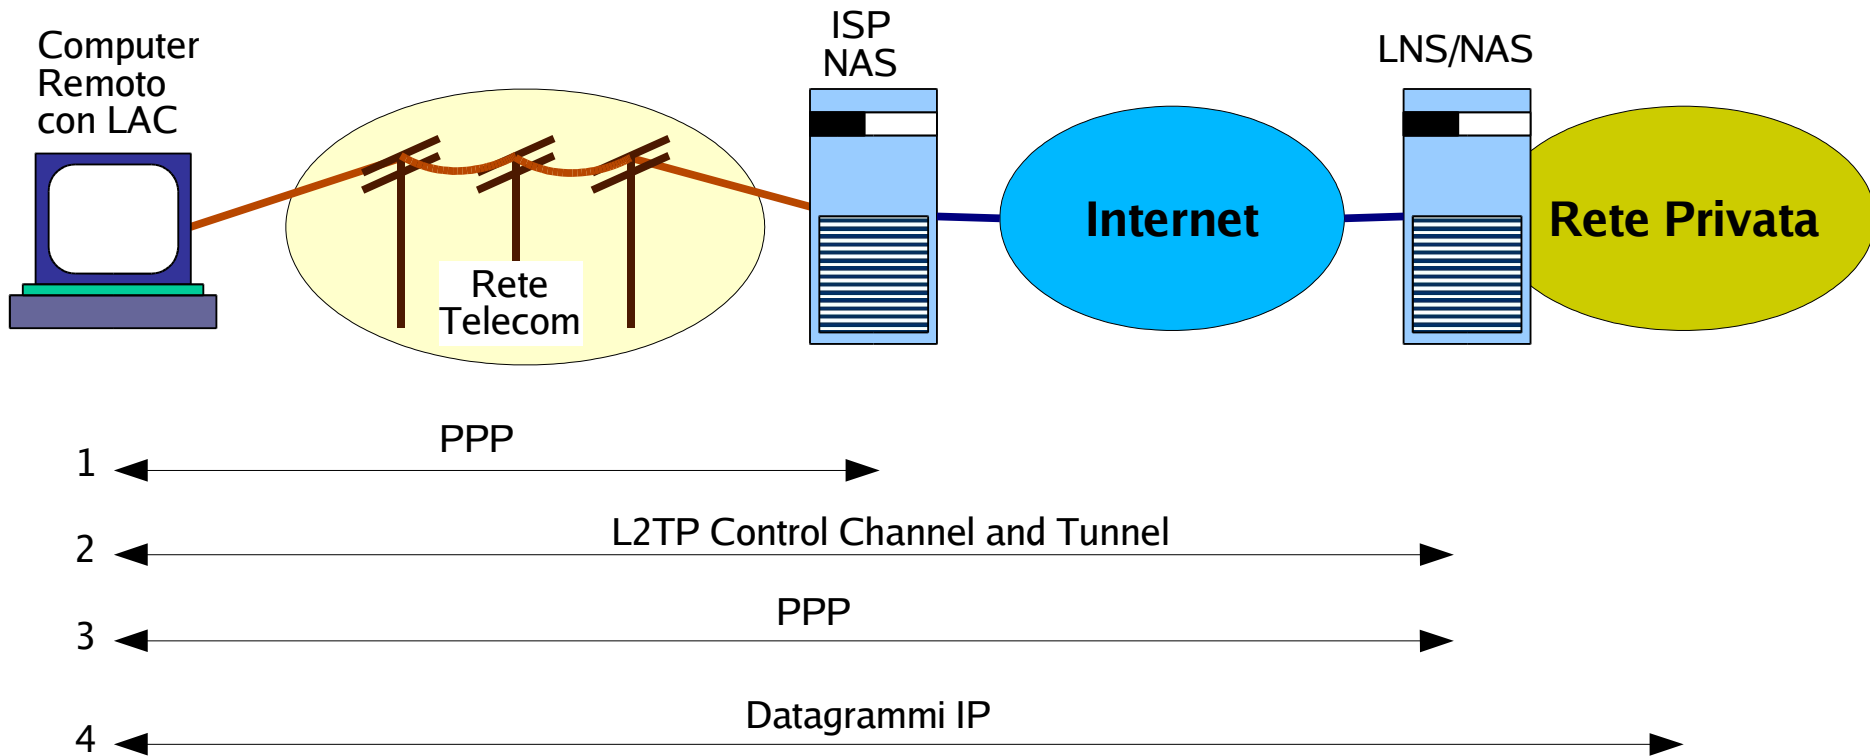 Computer
Remoto
con LAC
ISP
NAS
LNS/NAS
Rete
Telecom
Internet
Rete Privata
1
PPP
2
L2TP Control Channel and Tunnel
3
PPP
4
Datagrammi IP